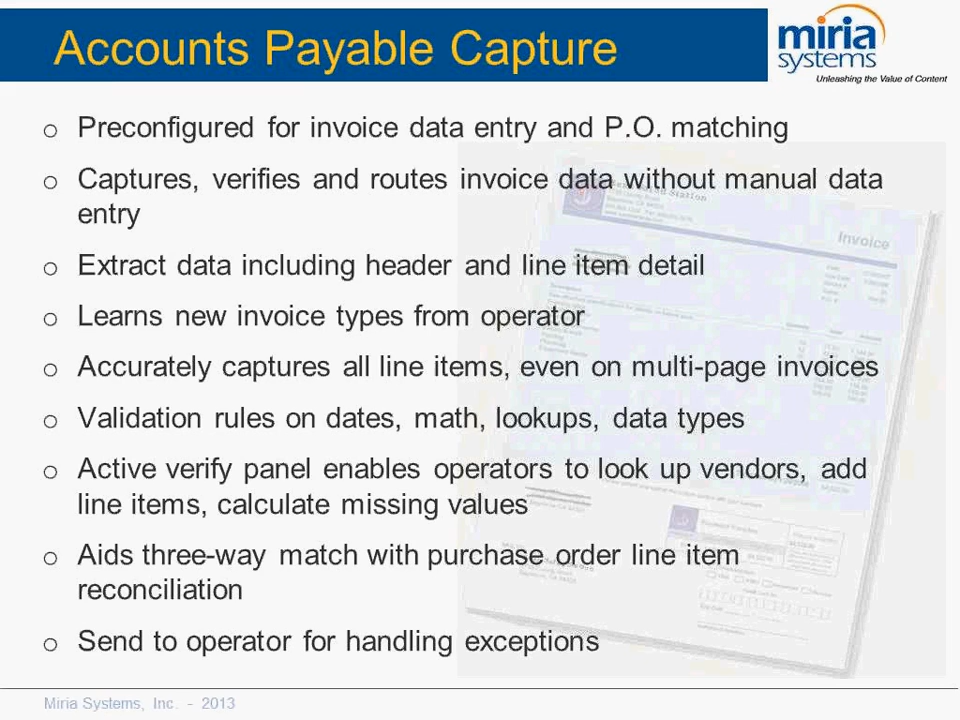 Accounts Payable Capture
miria
systems
Unleashing the Value of Content
o Preconfigured for invoice data entry and P.O. matching
o Captures, verifies and routes invoice data without manual data
entry
o Extract data including header and line item detail
o Learns new invoice types from operator
o Accurately captures all line items, even on multi-page invoices
o Validation rules on dates, math, lookups, data types
o Active verify panel enables operators to look up vendors, add
line items, calculate missing values
o Aids three-way match with purchase order line item
reconciliation
o Send to operator for handling exceptions
Invoice
Miria Systems, Inc. - 2013